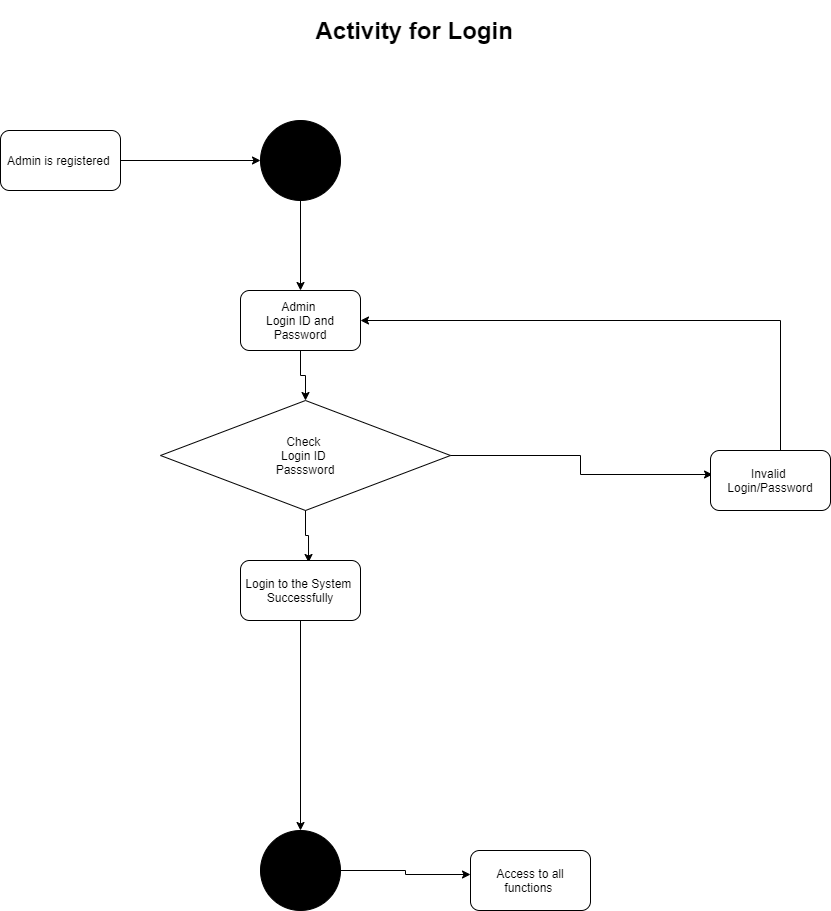 Activity for Login
Admin is registered
Admin
Login ID and
Password
Check
Login ID
Passsword
Invalid
Login/Password
Login to the System
Successfully
Access to all
functions